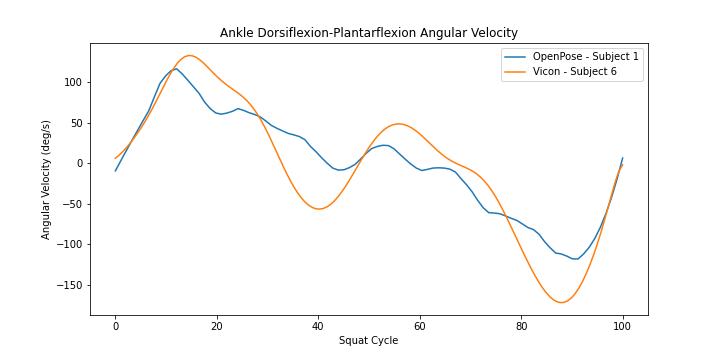 Ankle Dorsiflexion-Plantarflexion Angular Velocity
OpenPose - Subject 1
Vicon - Subject 6
Angular Velocity (deg/s)
100
50
0
−50
−100
−150
0
20
40
60
80
100
Squat Cycle